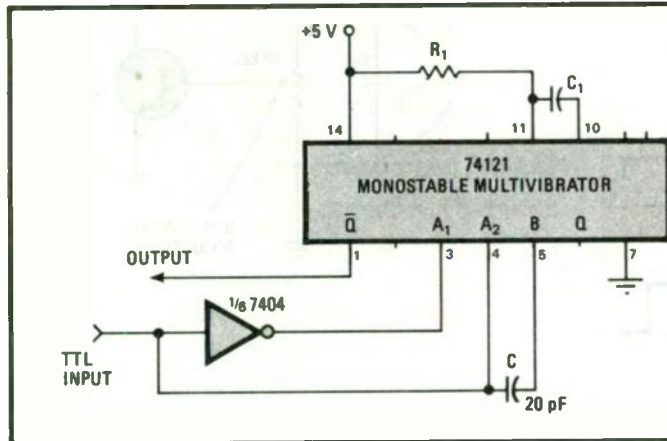 +5 V
R₁
C₁
14
11
10
74121
MONOSTABLE MULTIVIBRATOR
Q̅
A₁
A₂
B
Q
1
3
4
5
7
OUTPUT
1/6 7404
TTL
INPUT
C
20 pF